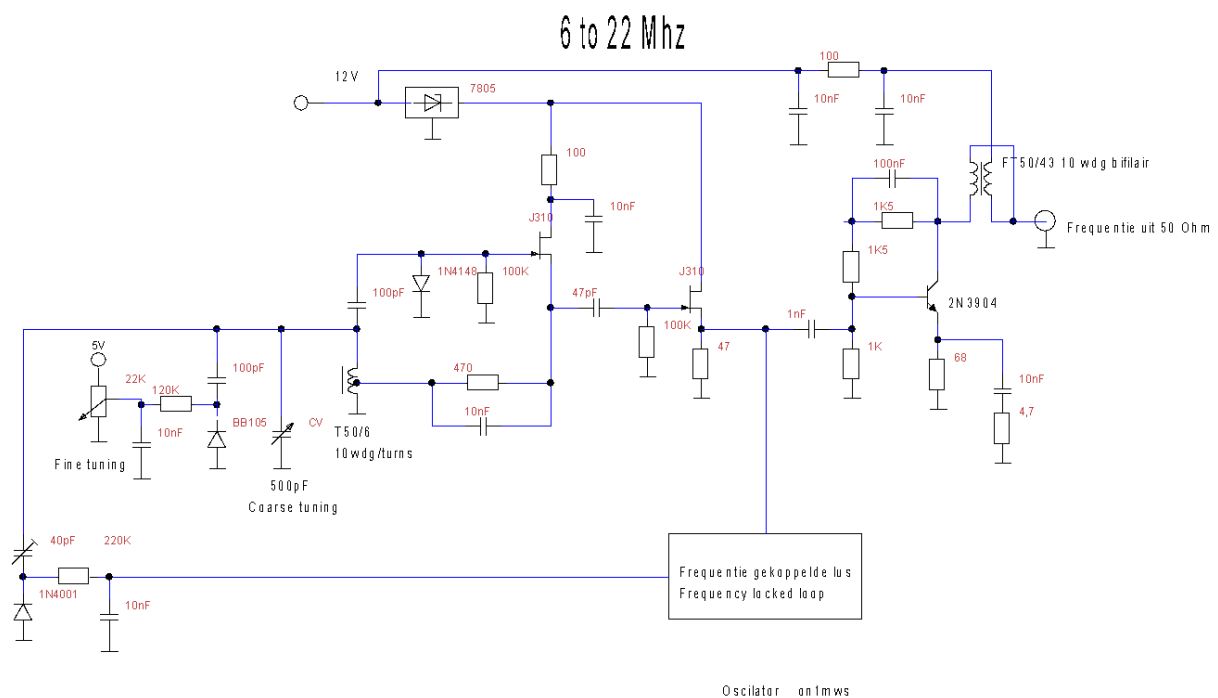 6 to 22 Mhz
12V
7805
100
10nF
10nF
100
10nF
J310
100nF
FT50/43 10 wdg bifilair
1K5
Frequentie uit 50 Ohm
1N4148
100K
1K5
J310
100pF
47pF
2N3904
1nF
100K
47
1K
68
5V
22K
120K
100pF
470
10nF
10nF
4,7
10nF
BB105
CV
10nF
T50/6
10wdg/turns
Fine tuning
500pF
Coarse tuning
40pF
220K
1N4001
10nF
Frequentie gekoppelde lus
Frequency locked loop
Oscilator on1mws